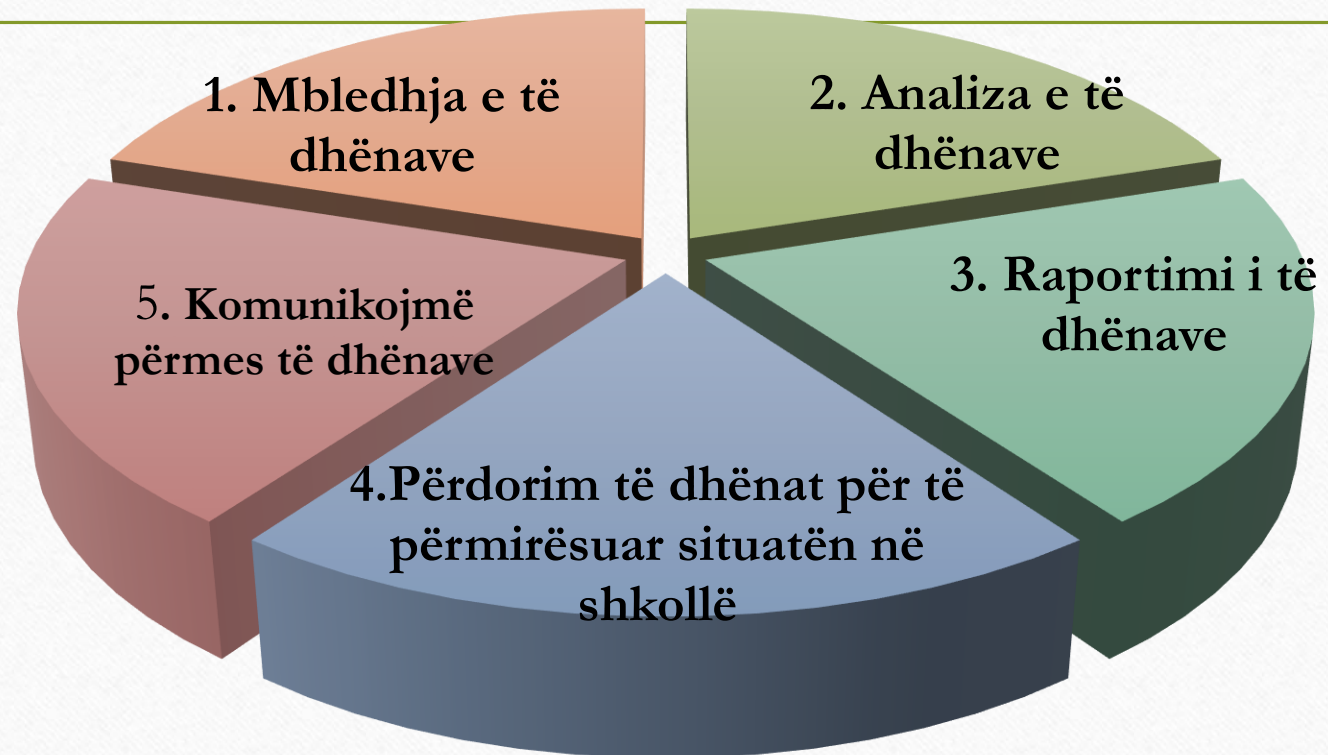 1. Mbledhja e të
dhënave
2. Analiza e të
dhënave
3. Raportimi i të
dhënave
4.Përdorim të dhënat për të
përmirësuar situatën në
shkollë
5. Komunikojmë
përmes të dhënave